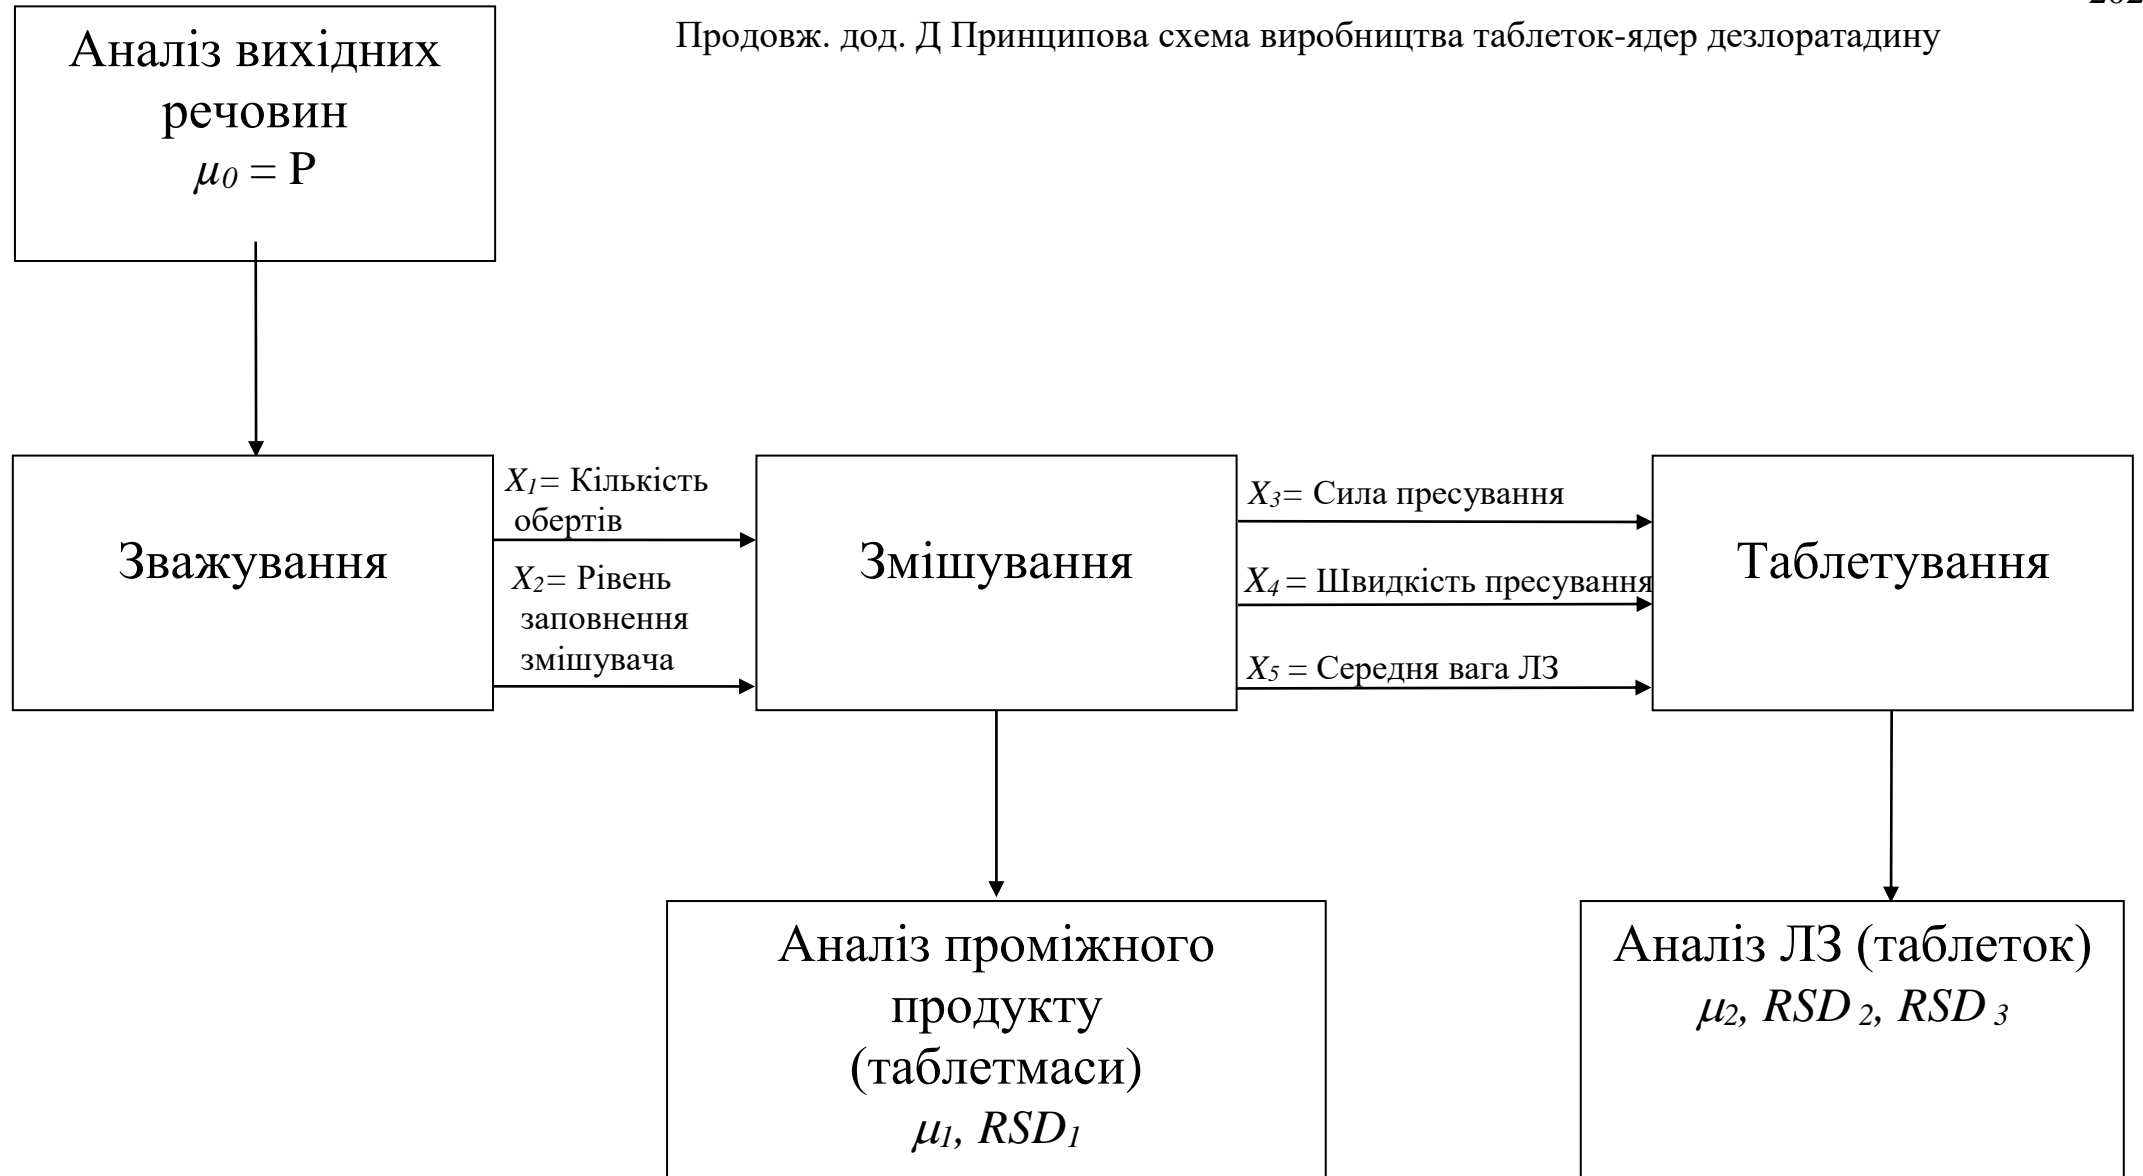 Продовж. дод. Д Принципова схема виробництва таблеток-ядер дезлоратадину
Аналіз вихідних
речовин
μ0 = Р
Зважування
X1= Кількість
обертів
X2= Рівень
заповнення
змішувача
Змішування
X3= Сила пресування
X4 = Швидкість пресування
X5 = Середня вага ЛЗ
Таблетування
Аналіз проміжного
продукту
(таблетмаси)
μ1, RSD1
Аналіз ЛЗ (таблеток)
μ2, RSD 2, RSD 3